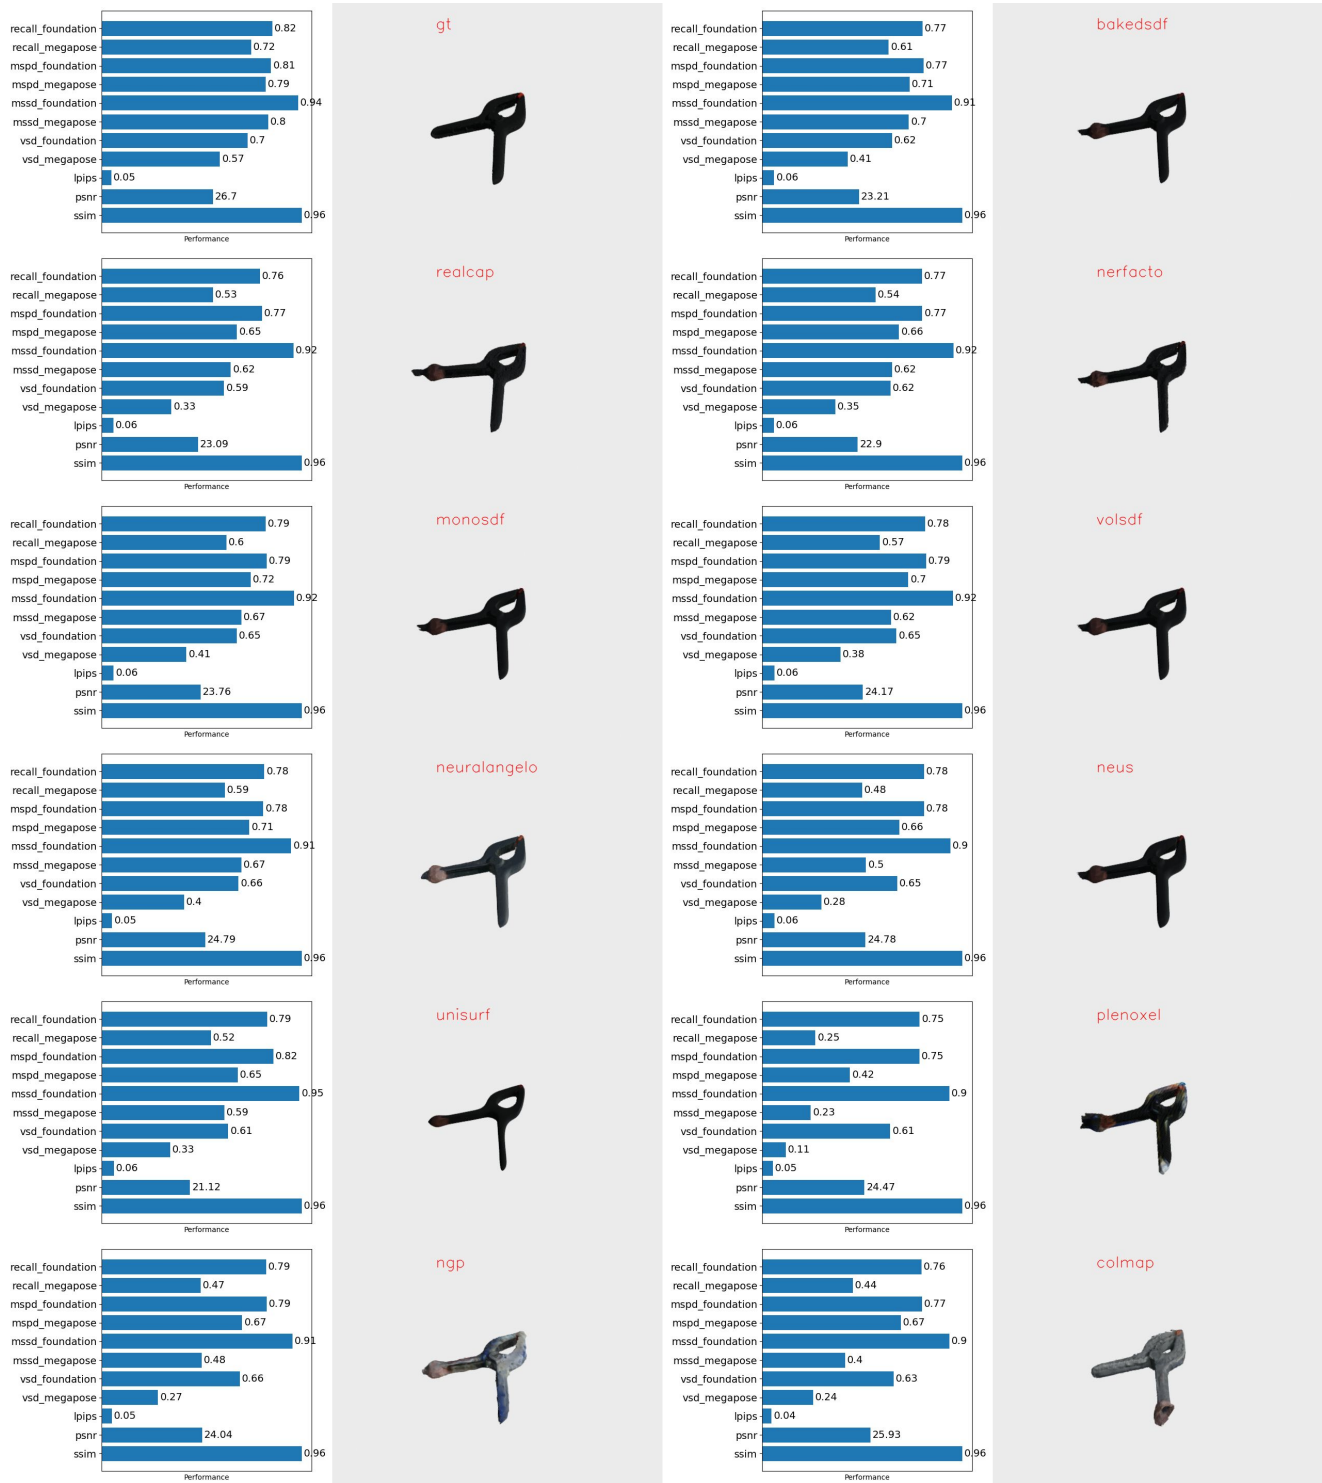 gt
recall_foundation 0.82
recall_megapose 0.72
mspd_foundation 0.81
mspd_megapose 0.79
mssd_foundation 0.94
mssd_megapose 0.8
vsd_foundation 0.7
vsd_megapose 0.57
lpips 0.05
psnr 26.7
ssim 0.96
Performance
bakedsdf
recall_foundation 0.77
recall_megapose 0.61
mspd_foundation 0.77
mspd_megapose 0.71
mssd_foundation 0.91
mssd_megapose 0.7
vsd_foundation 0.62
vsd_megapose 0.41
lpips 0.06
psnr 23.21
ssim 0.96
Performance
realcap
recall_foundation 0.76
recall_megapose 0.53
mspd_foundation 0.77
mspd_megapose 0.65
mssd_foundation 0.92
mssd_megapose 0.62
vsd_foundation 0.59
vsd_megapose 0.33
lpips 0.06
psnr 23.09
ssim 0.96
Performance
nerfacto
recall_foundation 0.77
recall_megapose 0.54
mspd_foundation 0.77
mspd_megapose 0.66
mssd_foundation 0.92
mssd_megapose 0.62
vsd_foundation 0.62
vsd_megapose 0.35
lpips 0.06
psnr 22.9
ssim 0.96
Performance
monosdf
recall_foundation 0.79
recall_megapose 0.6
mspd_foundation 0.79
mspd_megapose 0.72
mssd_foundation 0.92
mssd_megapose 0.67
vsd_foundation 0.65
vsd_megapose 0.41
lpips 0.06
psnr 23.76
ssim 0.96
Performance
volsdf
recall_foundation 0.78
recall_megapose 0.57
mspd_foundation 0.79
mspd_megapose 0.7
mssd_foundation 0.92
mssd_megapose 0.62
vsd_foundation 0.65
vsd_megapose 0.38
lpips 0.06
psnr 24.17
ssim 0.96
Performance
neuralangelo
recall_foundation 0.78
recall_megapose 0.59
mspd_foundation 0.78
mspd_megapose 0.71
mssd_foundation 0.91
mssd_megapose 0.67
vsd_foundation 0.66
vsd_megapose 0.4
lpips 0.05
psnr 24.79
ssim 0.96
Performance
neus
recall_foundation 0.78
recall_megapose 0.48
mspd_foundation 0.78
mspd_megapose 0.66
mssd_foundation 0.9
mssd_megapose 0.5
vsd_foundation 0.65
vsd_megapose 0.28
lpips 0.06
psnr 24.78
ssim 0.96
Performance
unisurf
recall_foundation 0.79
recall_megapose 0.52
mspd_foundation 0.82
mspd_megapose 0.65
mssd_foundation 0.95
mssd_megapose 0.59
vsd_foundation 0.61
vsd_megapose 0.33
lpips 0.06
psnr 21.12
ssim 0.96
Performance
plenoxel
recall_foundation 0.75
recall_megapose 0.25
mspd_foundation 0.75
mspd_megapose 0.42
mssd_foundation 0.9
mssd_megapose 0.23
vsd_foundation 0.61
vsd_megapose 0.11
lpips 0.05
psnr 24.47
ssim 0.96
Performance
ngp
recall_foundation 0.79
recall_megapose 0.47
mspd_foundation 0.79
mspd_megapose 0.67
mssd_foundation 0.91
mssd_megapose 0.48
vsd_foundation 0.66
vsd_megapose 0.27
lpips 0.05
psnr 24.04
ssim 0.96
Performance
colmap
recall_foundation 0.76
recall_megapose 0.44
mspd_foundation 0.77
mspd_megapose 0.67
mssd_foundation 0.9
mssd_megapose 0.4
vsd_foundation 0.63
vsd_megapose 0.24
lpips 0.04
psnr 25.93
ssim 0.96
Performance